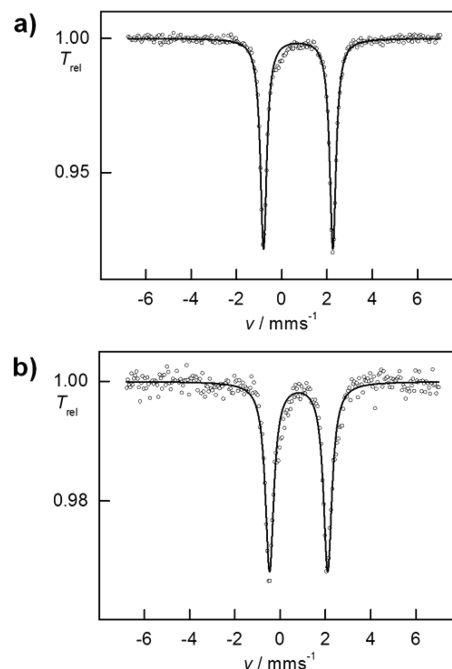 a)
1.00
T rel
0.95
-6 -4 -2 0 2 4 6
v / mms⁻¹
b)
1.00
T rel
0.98
-6 -4 -2 0 2 4 6
v / mms⁻¹